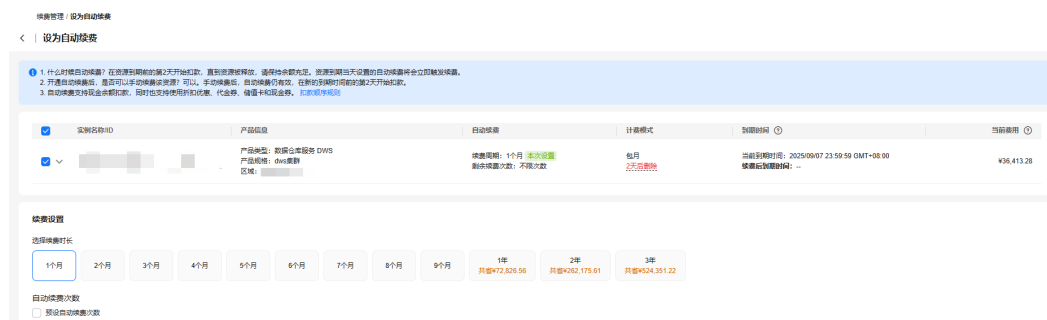 续费管理 / 设为自动续费
设为自动续费
1. 什么时候自动续费？在资源到期前的第2天开始扣款，直到资源被释放，请保持余额充足。资源到期当天设置的自动续费将会立即触发续费。
2. 开通自动续费后，是否可以手动续费该资源？可以。手动续费后，自动续费仍有效，在新的到期时间前的第2天开始扣款。
3. 自动续费支持现金余额扣款，同时也支持使用折扣优惠、代金券、储值卡和现金券。 扣款顺序规则
实例名称/ID 产品信息 自动续费 计费模式 到期时间 当前费用
产品类型：数据仓库服务 DWS
产品规格：dws集群
区域：
续费周期：1个月 本次设置
剩余续费次数：不限次数
包月
2天后删除
当前到期时间：2025/09/07 23:59:59 GMT+08:00
续费后到期时间：--
¥36,413.28
续费设置
选择续费时长
1个月 2个月 3个月 4个月 5个月 6个月 7个月 8个月 9个月 1年 2年 3年
共省¥72,826.56 共省¥262,175.61 共省¥524,351.22
自动续费次数
预设自动续费次数